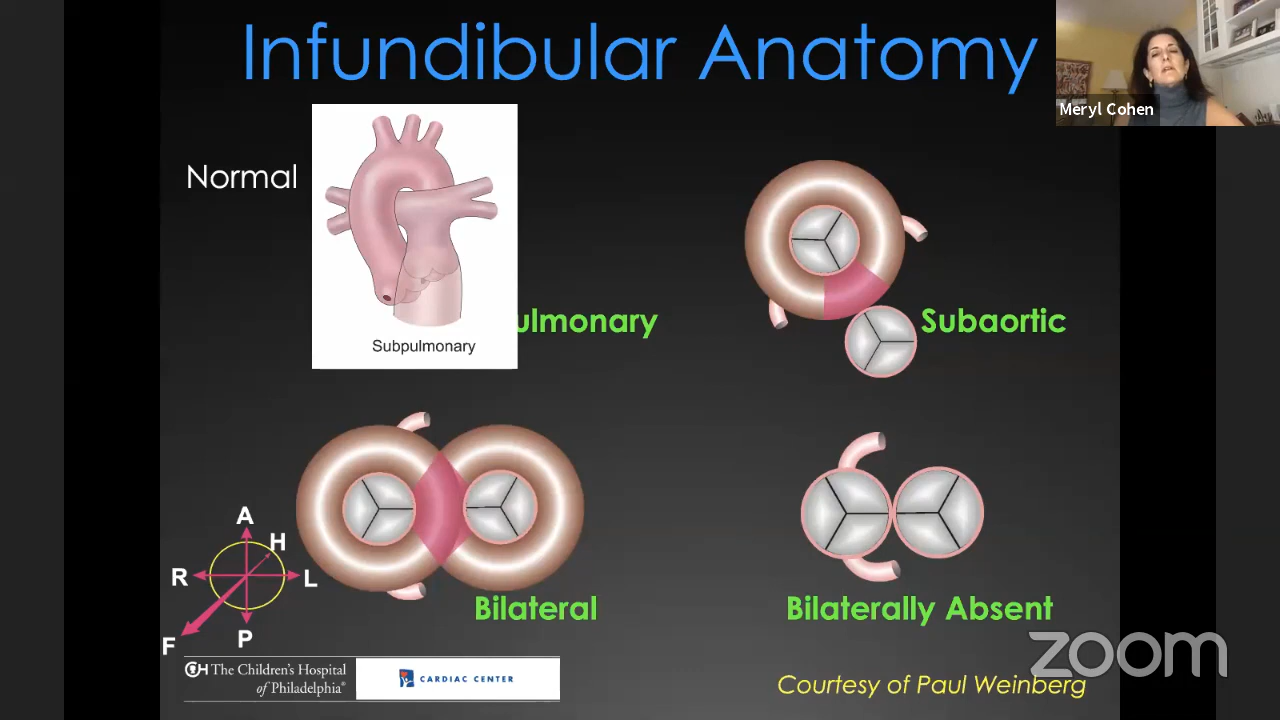 Infundibular Anatomy
Meryl Cohen
Normal
Subpulmonary
ulmonary
Subaortic
Bilateral
Bilaterally Absent
A
H
R
L
F
P
CH The Children's Hospital
of Philadelphia®
CARDIAC CENTER
Courtesy of Paul Weinberg
zoom